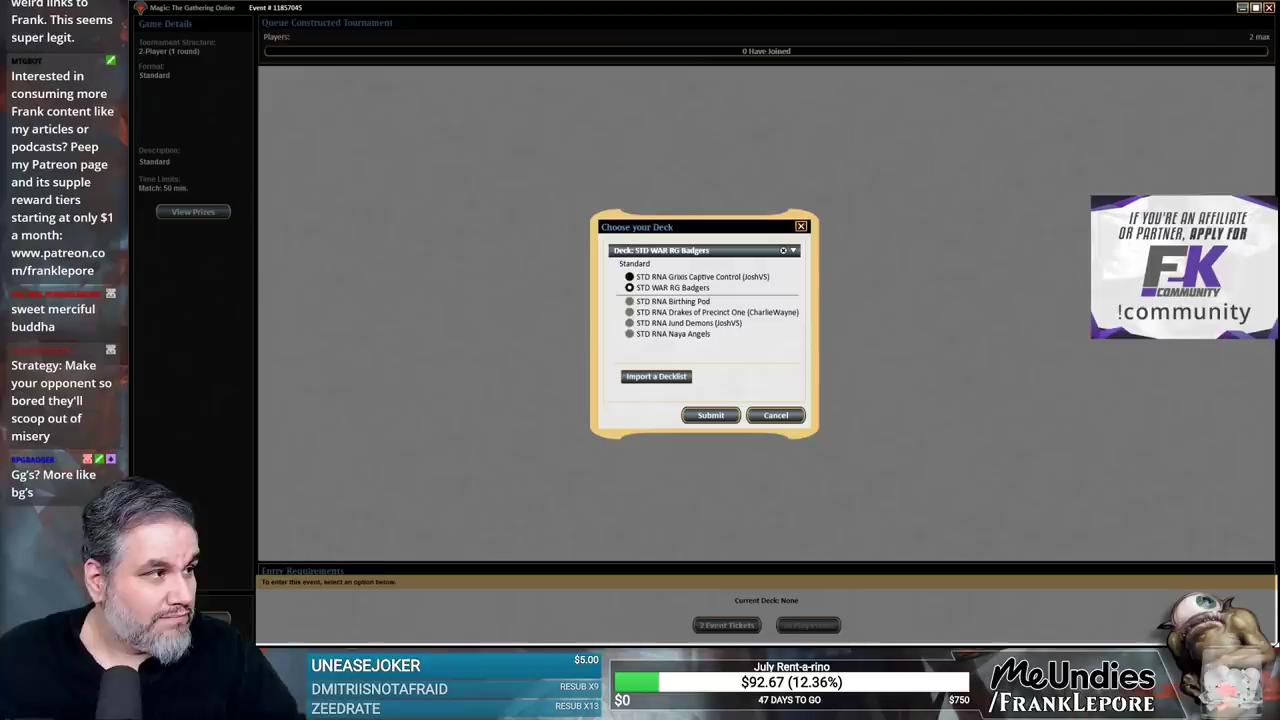 weird links to
Frank. This seems
super legit.
MTGBOT
Interested in
consuming more
Frank content like
my articles or
podcasts? Peep
my Patreon page
and its supple
reward tiers
starting at only $1
a month:
www.patreon.co
m/franklepore
sweet merciful
buddha
Strategy: Make
your opponent so
bored they'll
scoop out of
misery
RPGBADGER
Gg's? More like
bg's
Magic: The Gathering Online
Event # 11857045
Game Details
Tournament Structure:
2-Player (1 round)
Format:
Standard
Description:
Standard
Time Limits:
Match: 50 min.
View Prizes
Queue Constructed Tournament
Players:
2 max
0 Have Joined
Choose your Deck
Deck: STD WAR RG Badgers
Standard
STD RNA Grixis Captive Control (JoshVS)
STD WAR RG Badgers
STD RNA Birthing Pod
STD RNA Drakes of Precinct One (CharlieWayne)
STD RNA Jund Demons (JoshVS)
STD RNA Naya Angels
Import a Decklist
Submit
Cancel
IF YOU'RE AN AFFILIATE
OR PARTNER, APPLY FOR
COMMUNITY
!community
Entry Requirements
To enter this event, select an option below.
Current Deck: None
2 Event Tickets
UNEASEJOKER
$5.00
DMITRIISNOTAFRAID
RESUB X9
ZEEDRATE
RESUB X13
July Rent-a-rino
$92.67 (12.36%)
$0
47 DAYS TO GO
$750
MeUndies
/FRANKLEPORE